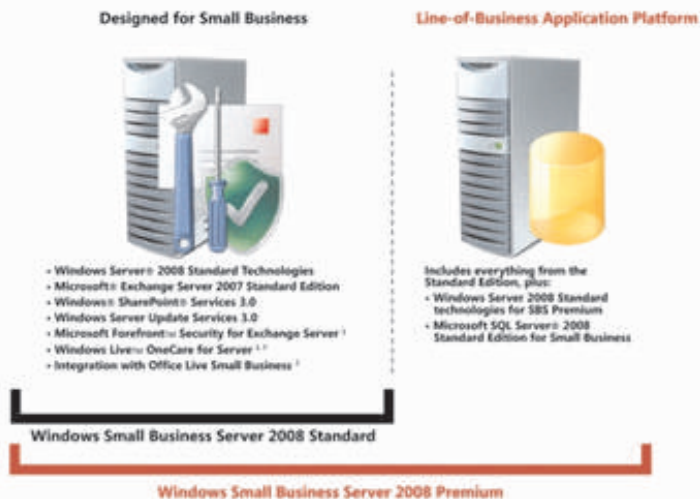 Designed for Small Business
Line-of-Business Application Platform
• Windows Server® 2008 Standard Technologies
• Microsoft® Exchange Server 2007 Standard Edition
• Windows® SharePoint® Services 3.0
• Windows Server Update Services 3.0
• Microsoft Forefront™ Security for Exchange Server ¹
• Windows Live™ OneCare for Server
• Integration with Office Live Small Business
Includes everything from the
Standard Edition, plus:
• Windows Server 2008 Standard
technologies for SBS Premium
• Microsoft SQL Server® 2008
Standard Edition for Small Business
Windows Small Business Server 2008 Standard
Windows Small Business Server 2008 Premium